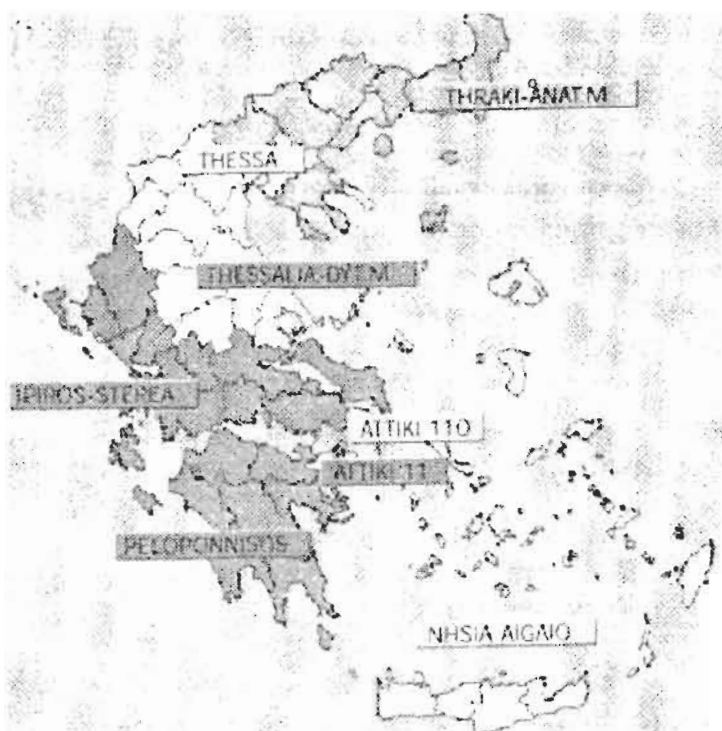 THRAKI-ANAT.M
THESSA
THESSALIA-DYT.M.
IPIROS-STEREA
ATTIKI 110
ATTIKI 11
PELOPONNISOS
NHSIA AIGAIO